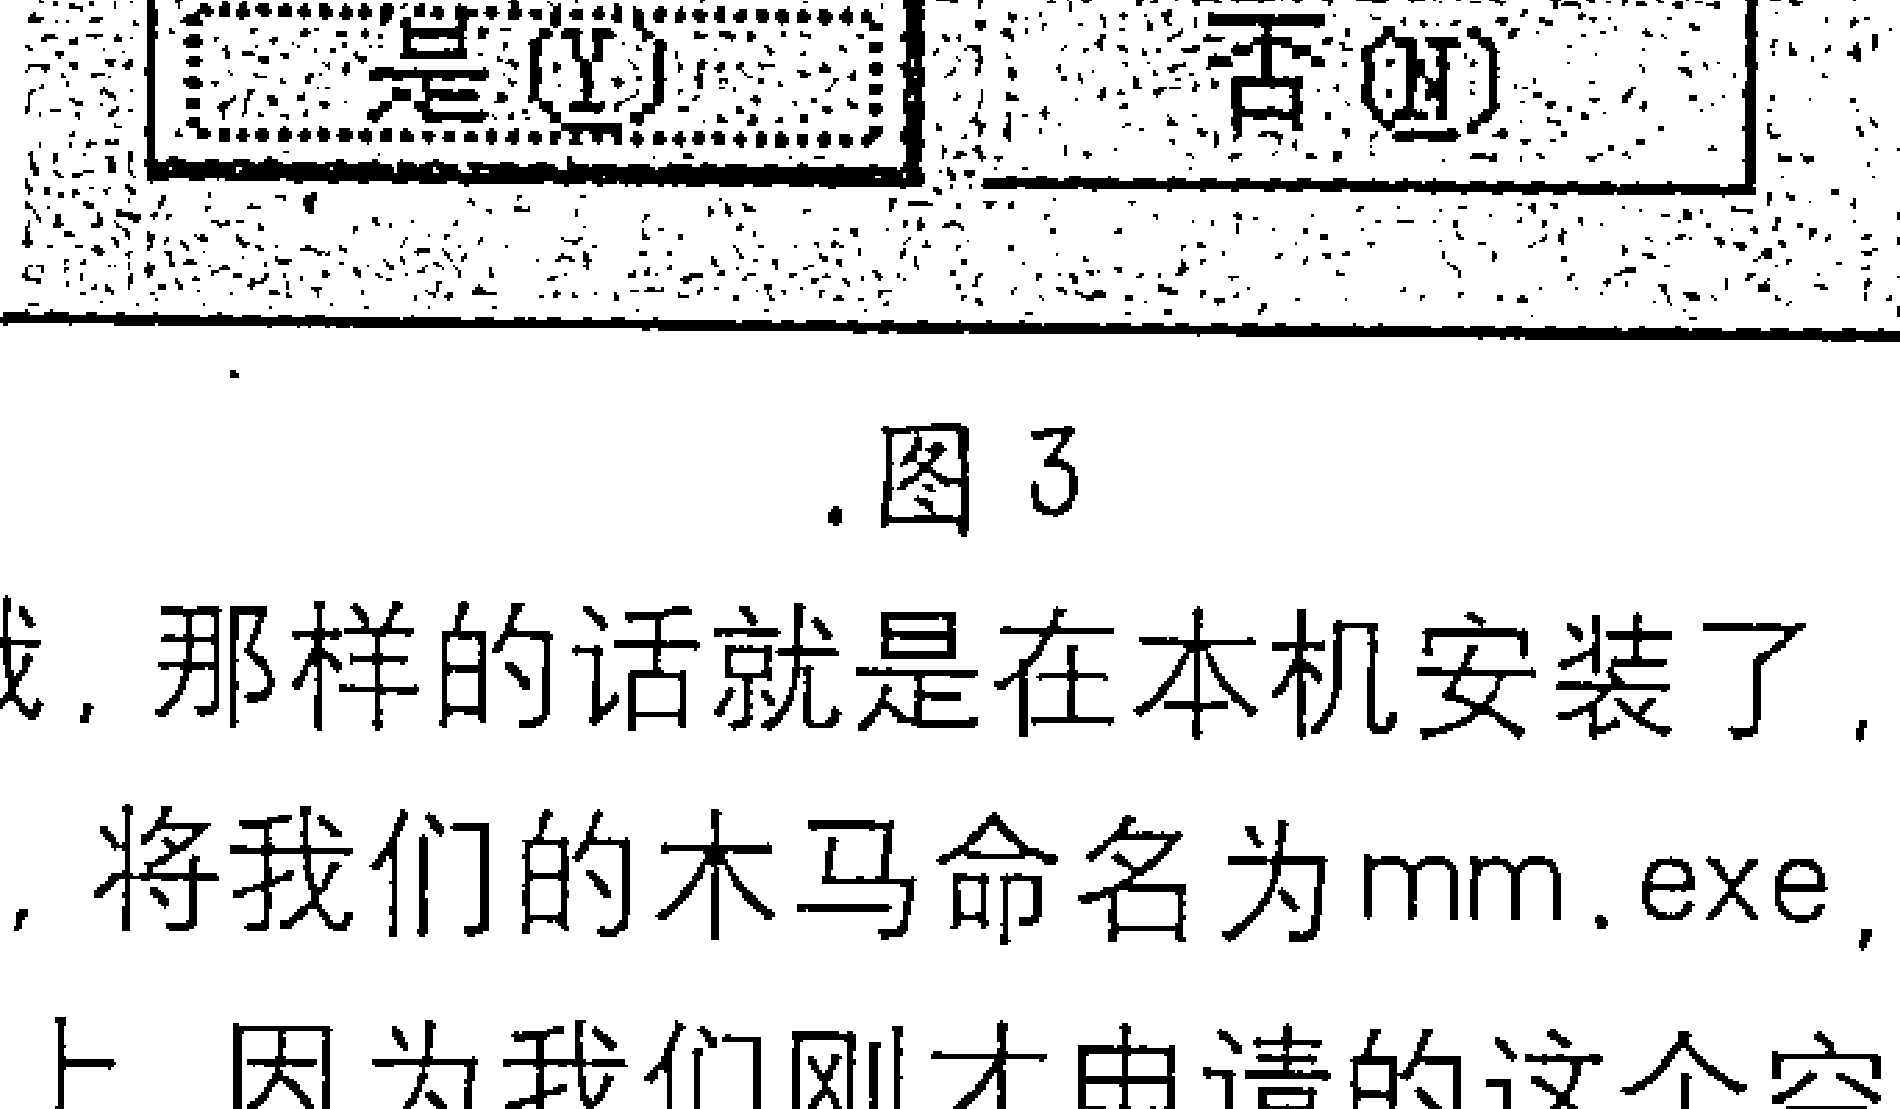 是(Y) 否(N)
图 3
，那样的话就是在本机安装了，
，将我们的木马命名为mm.exe，
上 因为我们刚才申请的这个空